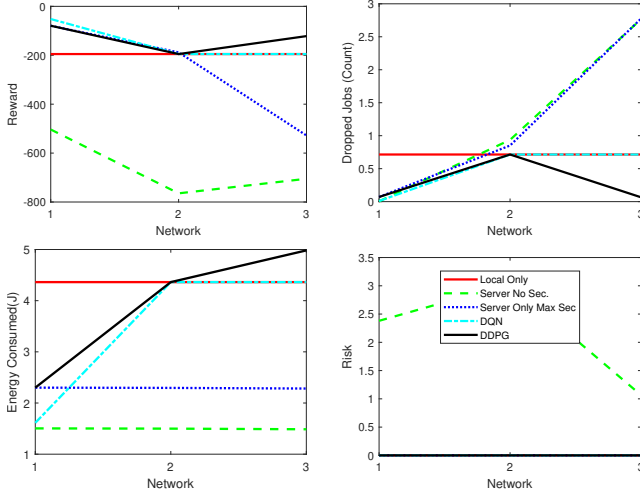 0
-200
-400
-600
-800
1
2
3
Reward
Network
3
2.5
2
1.5
1
0.5
0
1
2
3
Dropped Jobs (Count)
Network
5
4
3
2
1
1
2
3
Energy Consumed(J)
Network
3.5
3
2.5
2
1.5
1
0.5
0
1
2
3
Risk
Network
Local Only
Server No Sec.
Server Only Max Sec
DQN
DDPG